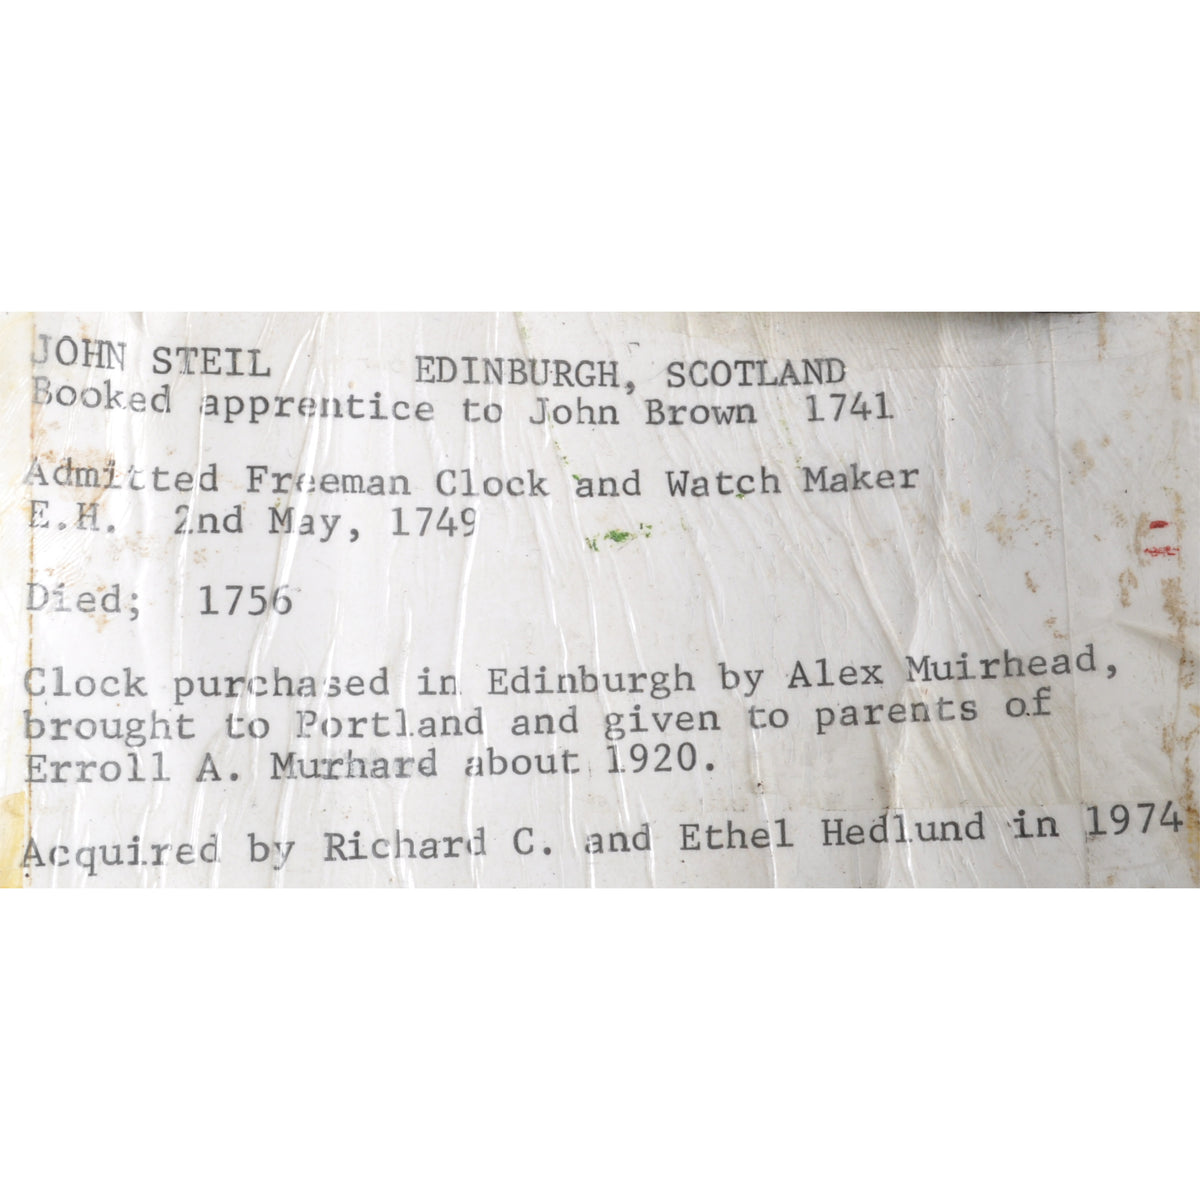 JOHN STEIL EDINBURGH, SCOTLAND
Booked apprentice to John Brown 1741
Admitted Freeman Clock and Watch Maker
E.H. 2nd May, 1749
Died; 1756
Clock purchased in Edinburgh by Alex Muirhead,
brought to Portland and given to parents of
Erroll A. Murhard about 1920.
Acquired by Richard C. and Ethel Hedlund in 1974